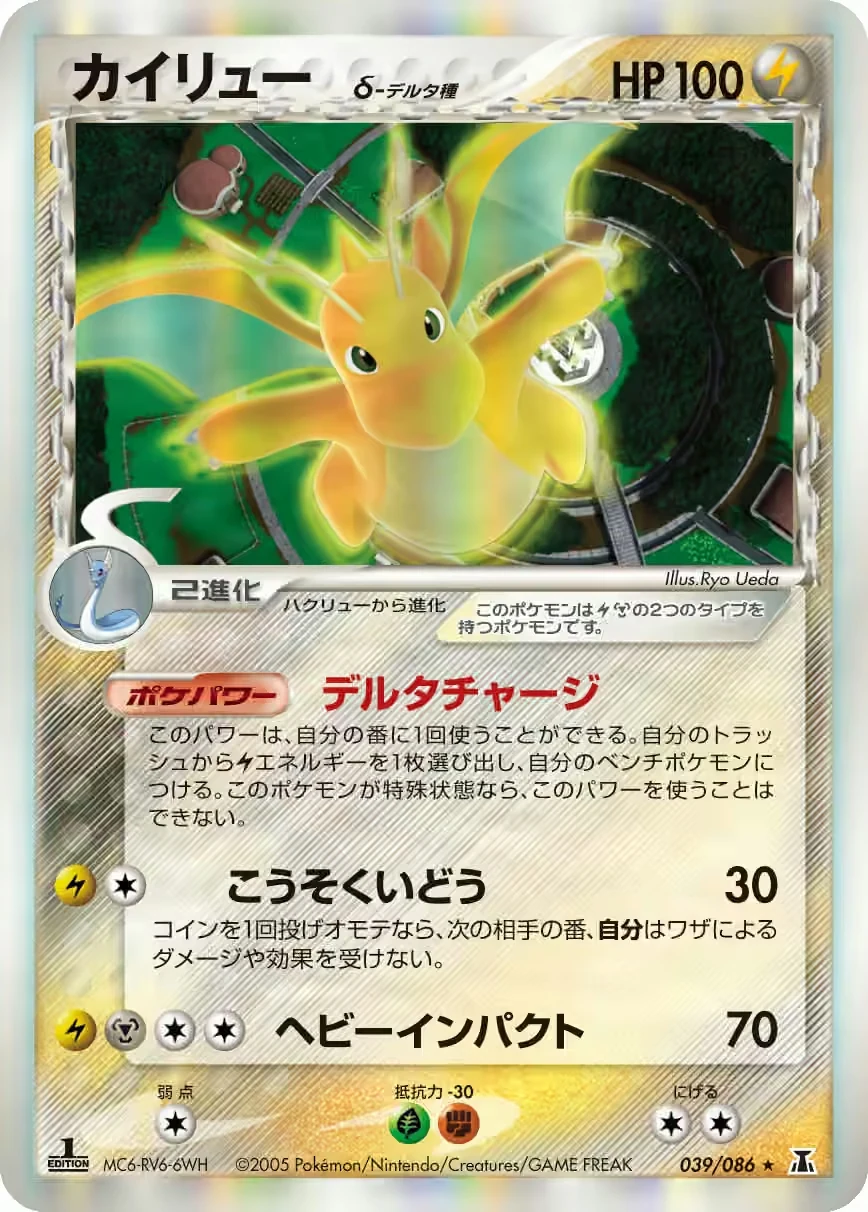 カイリュー δ-デルタ種 HP 100
Illus.Ryo Ueda
2進化
ハクリューから進化
このポケモンはの2つのタイプを
持つポケモンです。
ポケパワー デルタチャージ
このパワーは、自分の番に1回使うことができる。自分のトラッ
シュからエネルギーを1枚選び出し、自分のベンチポケモンに
つける。このポケモンが特殊状態なら、このパワーを使うことは
できない。
こうそくいどう 30
コインを1回投げオモテなら、次の相手の番、自分はワザによる
ダメージや効果を受けない。
ヘビーインパクト 70
弱点 抵抗力 -30 にげる
1 EDITION MC6-RV6-6WH ©2005 Pokémon/Nintendo/Creatures/GAME FREAK 039/086 ★